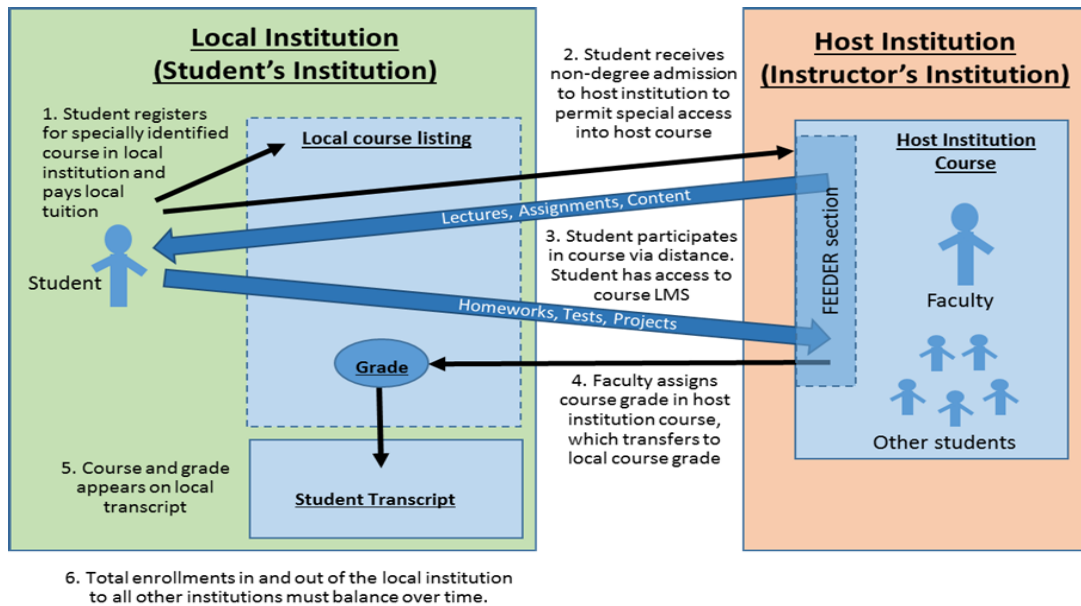 Local Institution
(Student's Institution)
1. Student registers
for specially identified
course in local
institution and
pays local
tuition
Local course listing
Student
2. Student receives
non-degree admission
to host institution to
permit special access
into host course
Host Institution
(Instructor's Institution)
Host Institution
Course
Lectures, Assignments, Content
3. Student participates
in course via distance.
Student has access to
course LMS
FEEDER section
Faculty
Homeworks, Tests, Projects
Grade
4. Faculty assigns
course grade in host
institution course,
which transfers to
local course grade
Other students
5. Course and grade
appears on local
transcript
Student Transcript
6. Total enrollments in and out of the local institution
to all other institutions must balance over time.